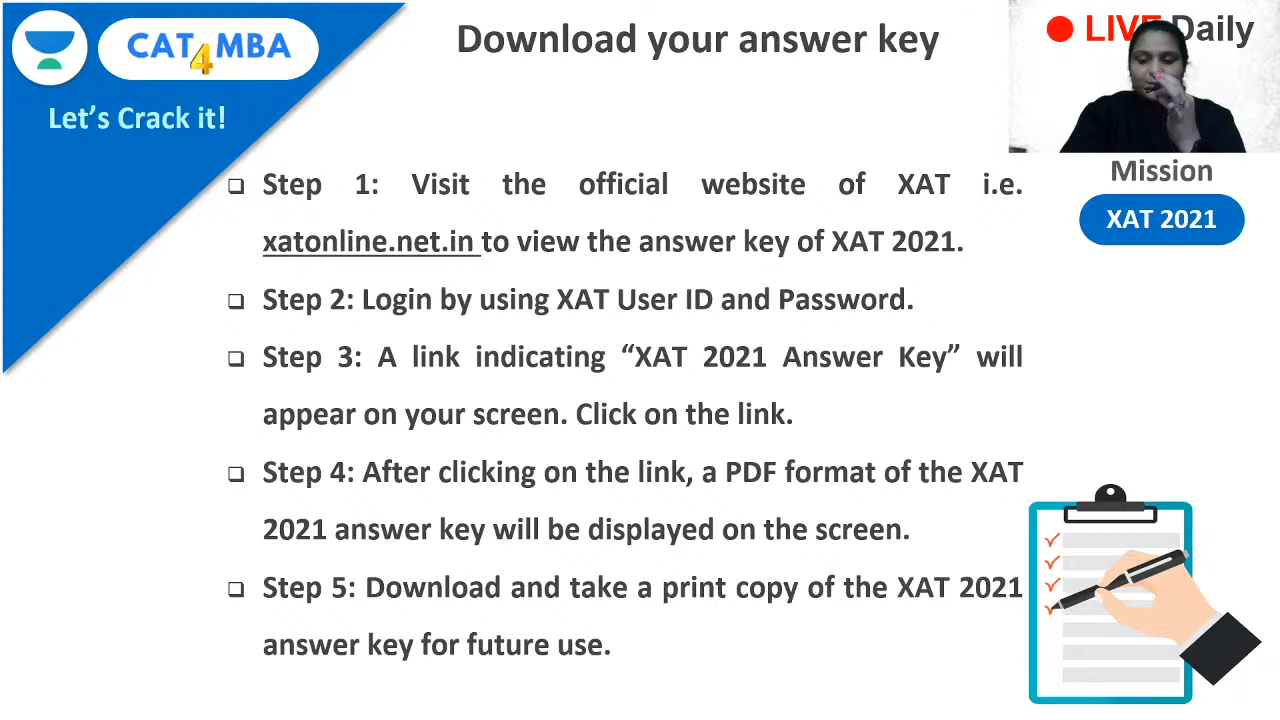 CAT4MBA
Let's Crack it!
Download your answer key
LIVE Daily
Mission
XAT 2021
❑ Step 1: Visit the official website of XAT i.e.
xatonline.net.in to view the answer key of XAT 2021.
❑ Step 2: Login by using XAT User ID and Password.
❑ Step 3: A link indicating “XAT 2021 Answer Key” will
appear on your screen. Click on the link.
❑ Step 4: After clicking on the link, a PDF format of the XAT
2021 answer key will be displayed on the screen.
❑ Step 5: Download and take a print copy of the XAT 2021
answer key for future use.